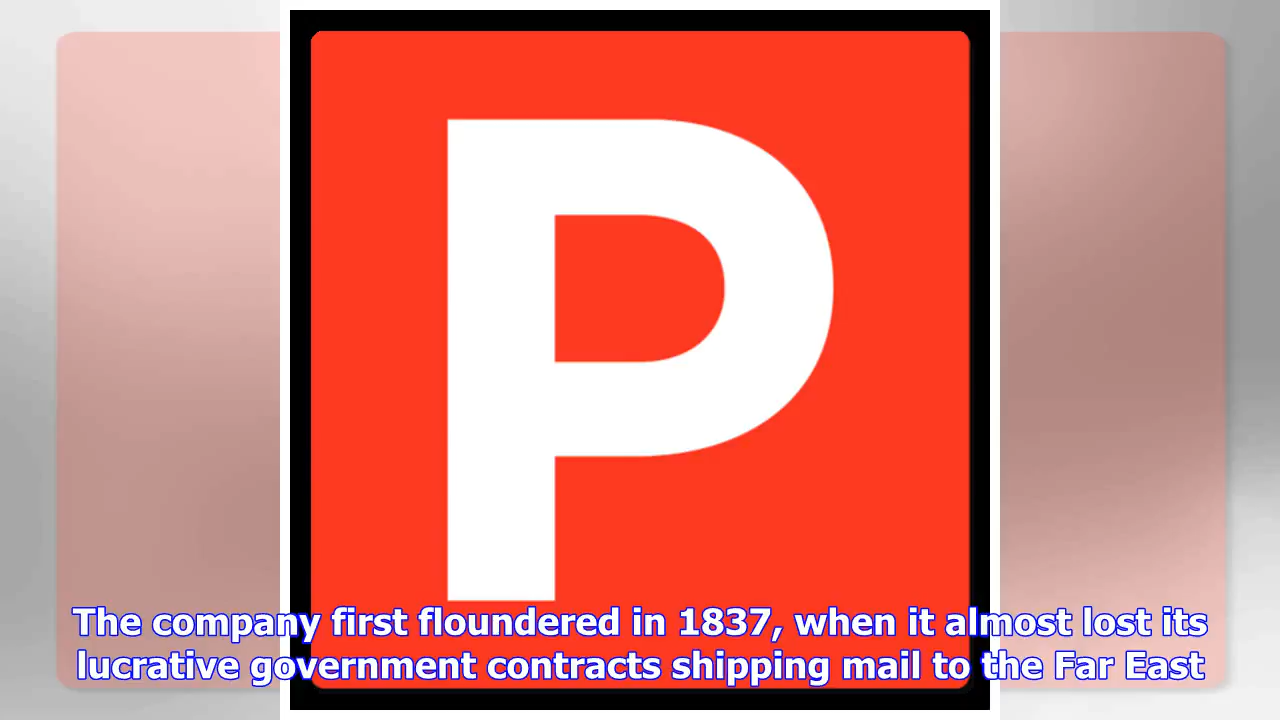 P
The company first floundered in 1837, when it almost lost its
lucrative government contracts shipping mail to the Far East